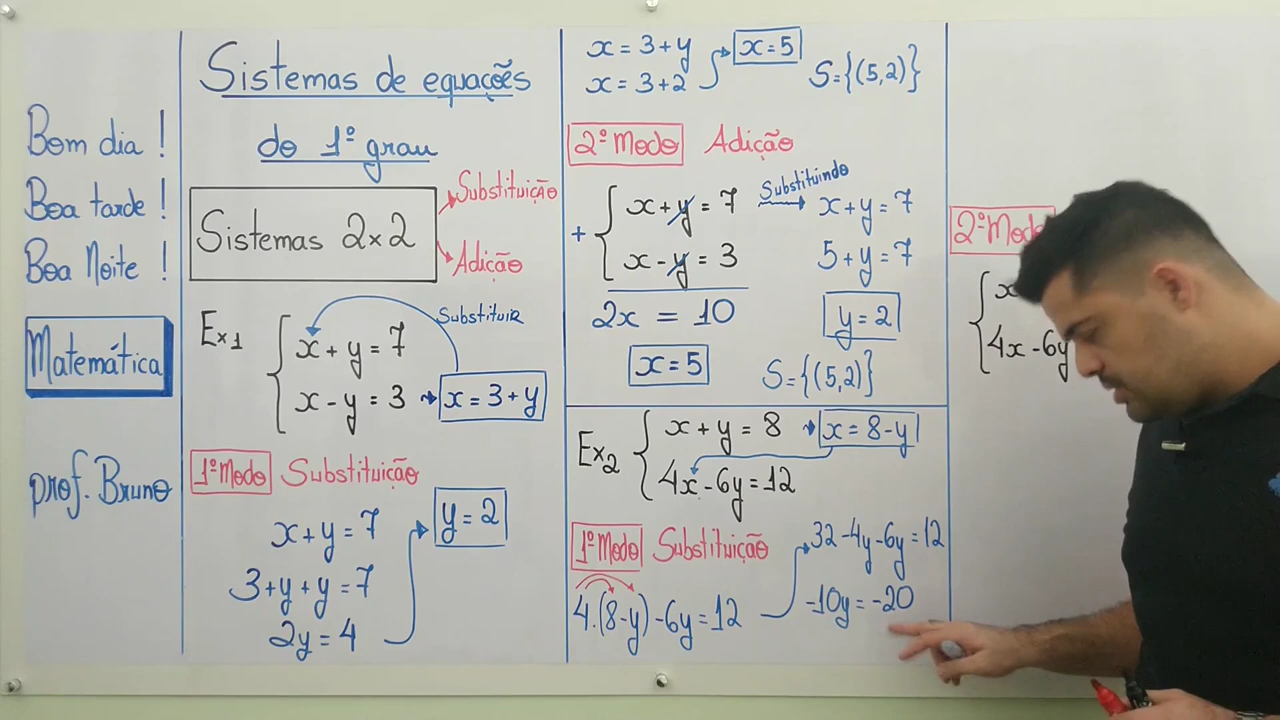 Bom dia !
Boa tarde !
Boa Noite !
Matemática
prof. Bruno
Sistemas de equações
do 1º grau
Sistemas 2x2
Substituição
Adição
Ex1
x + y = 7
x - y = 3
x = 3 + y
Substituir
1º Modo Substituição
x + y = 7
3 + y + y = 7
2y = 4
y = 2
x = 3 + y
x = 3 + 2
x = 5
S = {(5,2)}
2º Modo Adição
+
x + y = 7
x - y = 3
2x = 10
x = 5
Substituindo
x + y = 7
5 + y = 7
y = 2
S = {(5,2)}
Ex2
x + y = 8
x = 8 - y
4x - 6y = 12
1º Modo Substituição
4.(8 - y) - 6y = 12
32 - 4y - 6y = 12
-10y = -20
2º Modo
x
4x - 6y